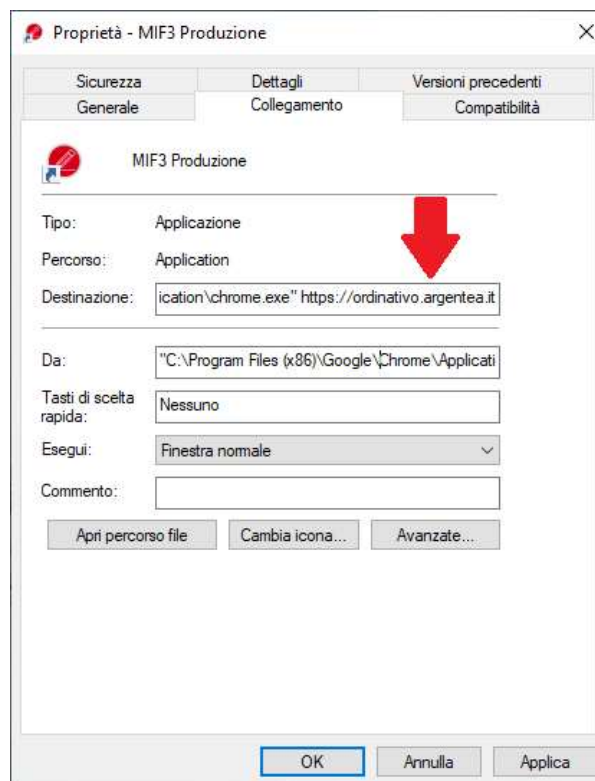 Proprietà - MIF3 Produzione
Sicurezza Dettagli Versioni precedenti
Generale Collegamento Compatibilità
MIF3 Produzione
Tipo: Applicazione
Percorso: Application
Destinazione: ication\chrome.exe" https://ordinativo.argentea.it
Da: "C:\Program Files (x86)\Google\Chrome\Applicati
Tasti di scelta
rapida: Nessuno
Esegui: Finestra normale
Commento:
Apri percorso file Cambia icona... Avanzate...
OK Annulla Applica